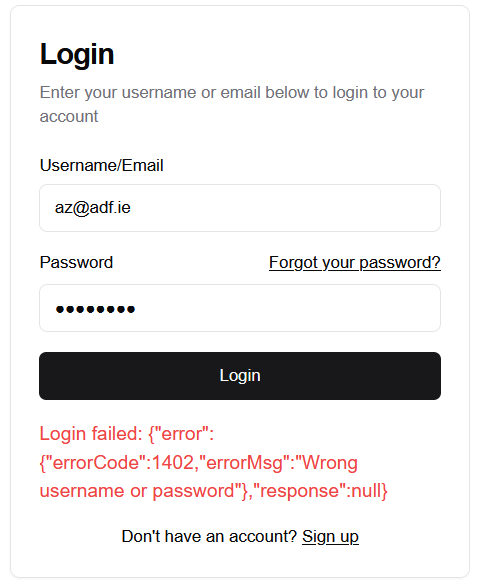 Login
Enter your username or email below to login to your
account
Username/Email
az@adf.ie
Password
Forgot your password?
●●●●●●●●
Login
Login failed: {"error":
{"errorCode":1402,"errorMsg":"Wrong
username or password"},"response":null}
Don't have an account? Sign up